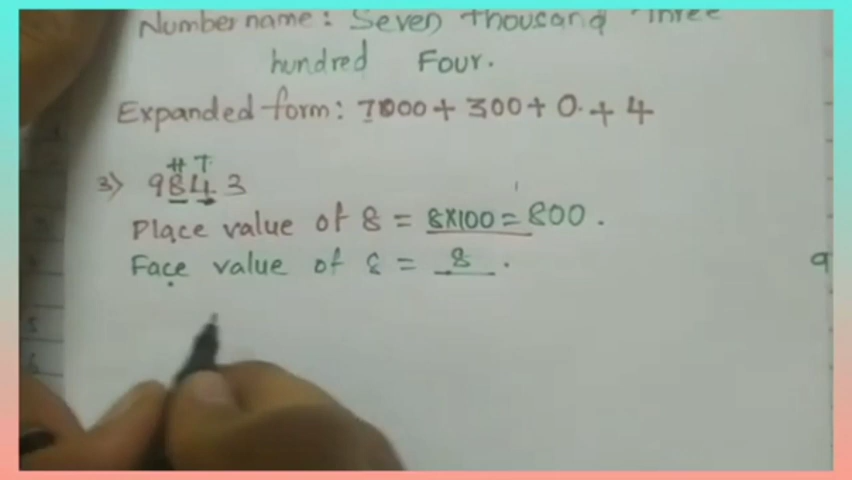 Number name: Seven thousand Three
hundred Four.
Expanded form: 7000 + 300 + 0 + 4
H T
3) 9843
Place value of 8 = 8x100 = 800.
Face value of 8 = 8.
9